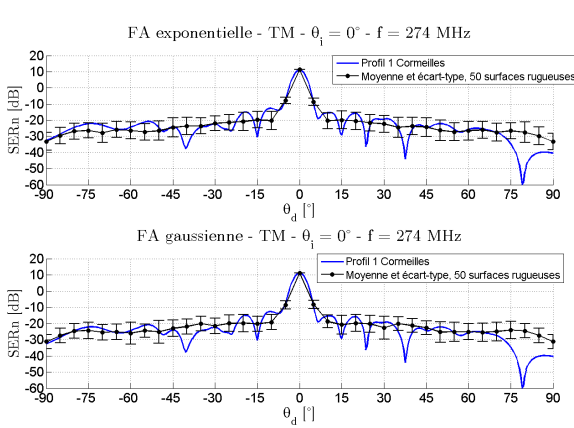 FA exponentielle - TM - θi = 0° - f = 274 MHz
Profil 1 Cormeilles
Moyenne et écart-type, 50 surfaces rugueuses
SERn [dB]
20
10
0
-10
-20
-30
-40
-50
-60
-90 -75 -60 -45 -30 -15 0 15 30 45 60 75 90
θd [°]
FA gaussienne - TM - θi = 0° - f = 274 MHz
Profil 1 Cormeilles
Moyenne et écart-type, 50 surfaces rugueuses
SERn [dB]
20
10
0
-10
-20
-30
-40
-50
-60
-90 -75 -60 -45 -30 -15 0 15 30 45 60 75 90
θd [°]